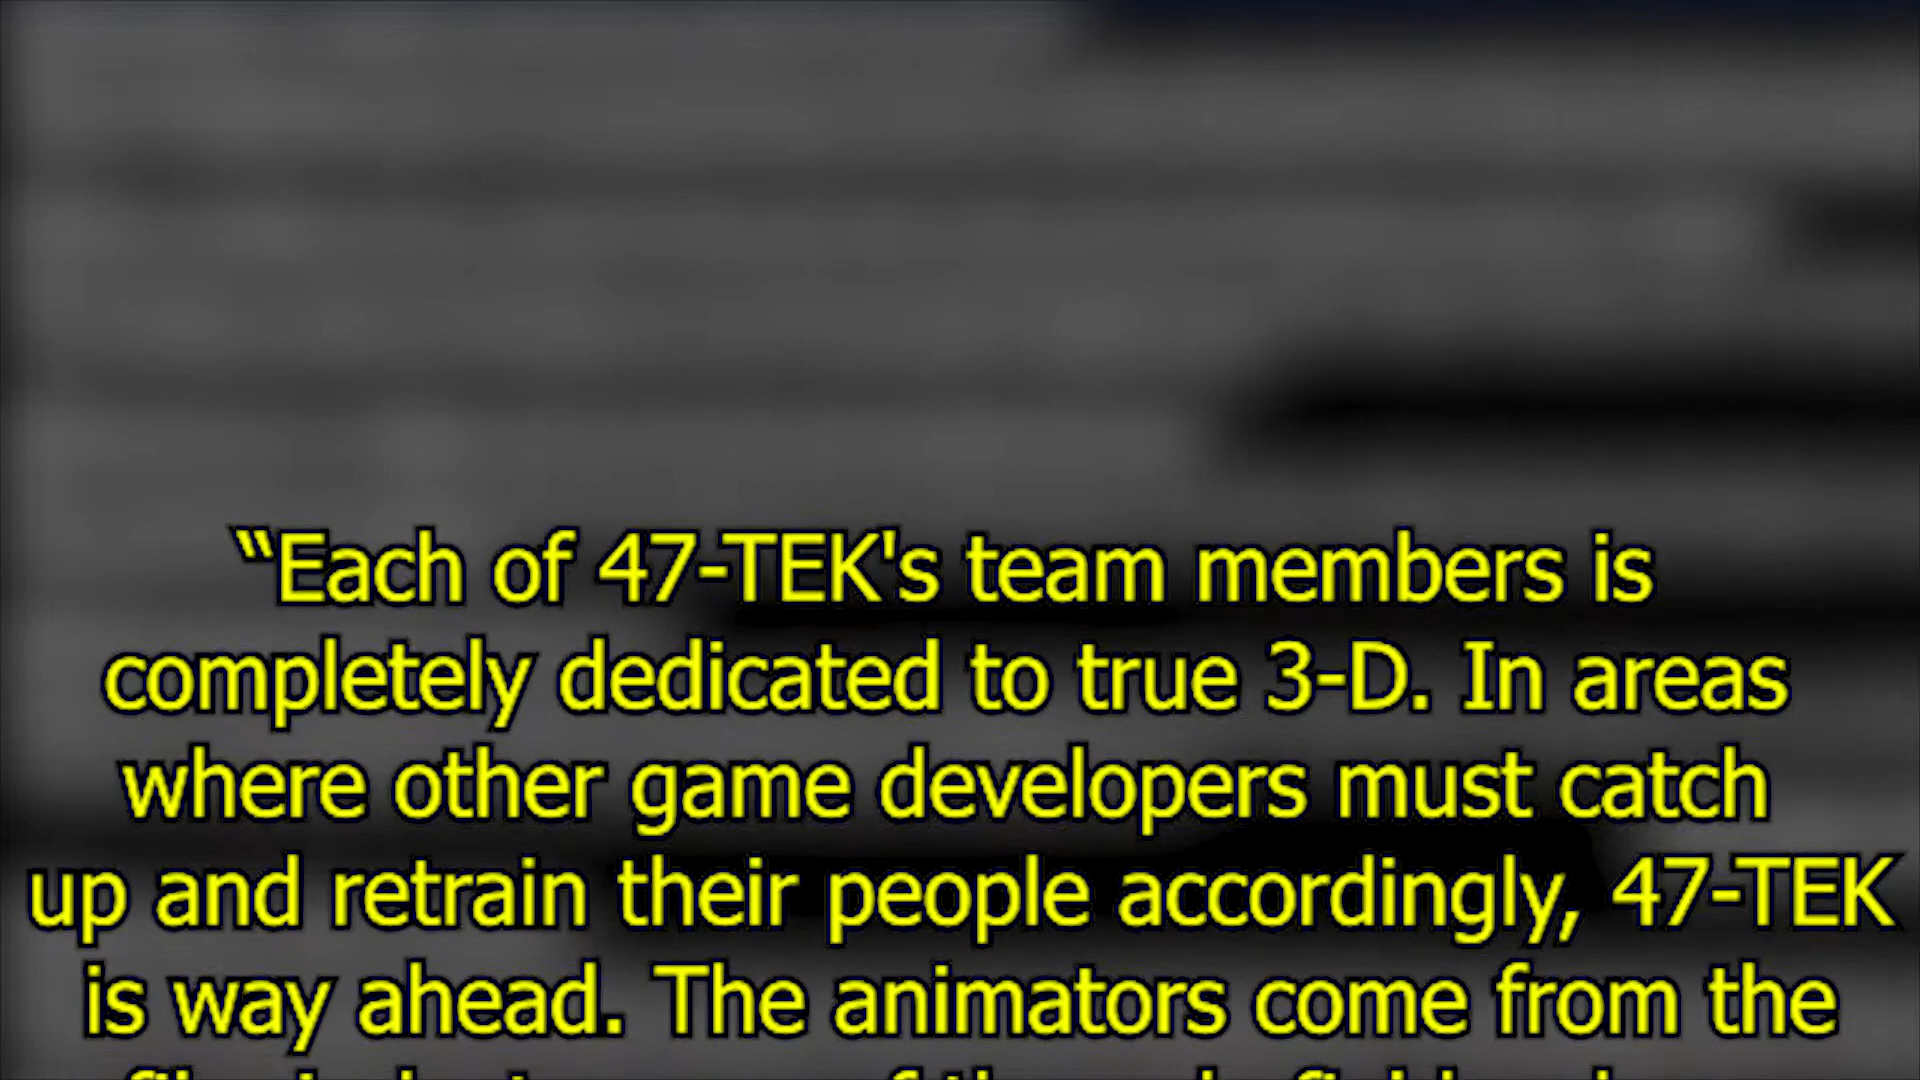 “Each of 47-TEK's team members is
completely dedicated to true 3-D. In areas
where other game developers must catch
up and retrain their people accordingly, 47-TEK
is way ahead. The animators come from the